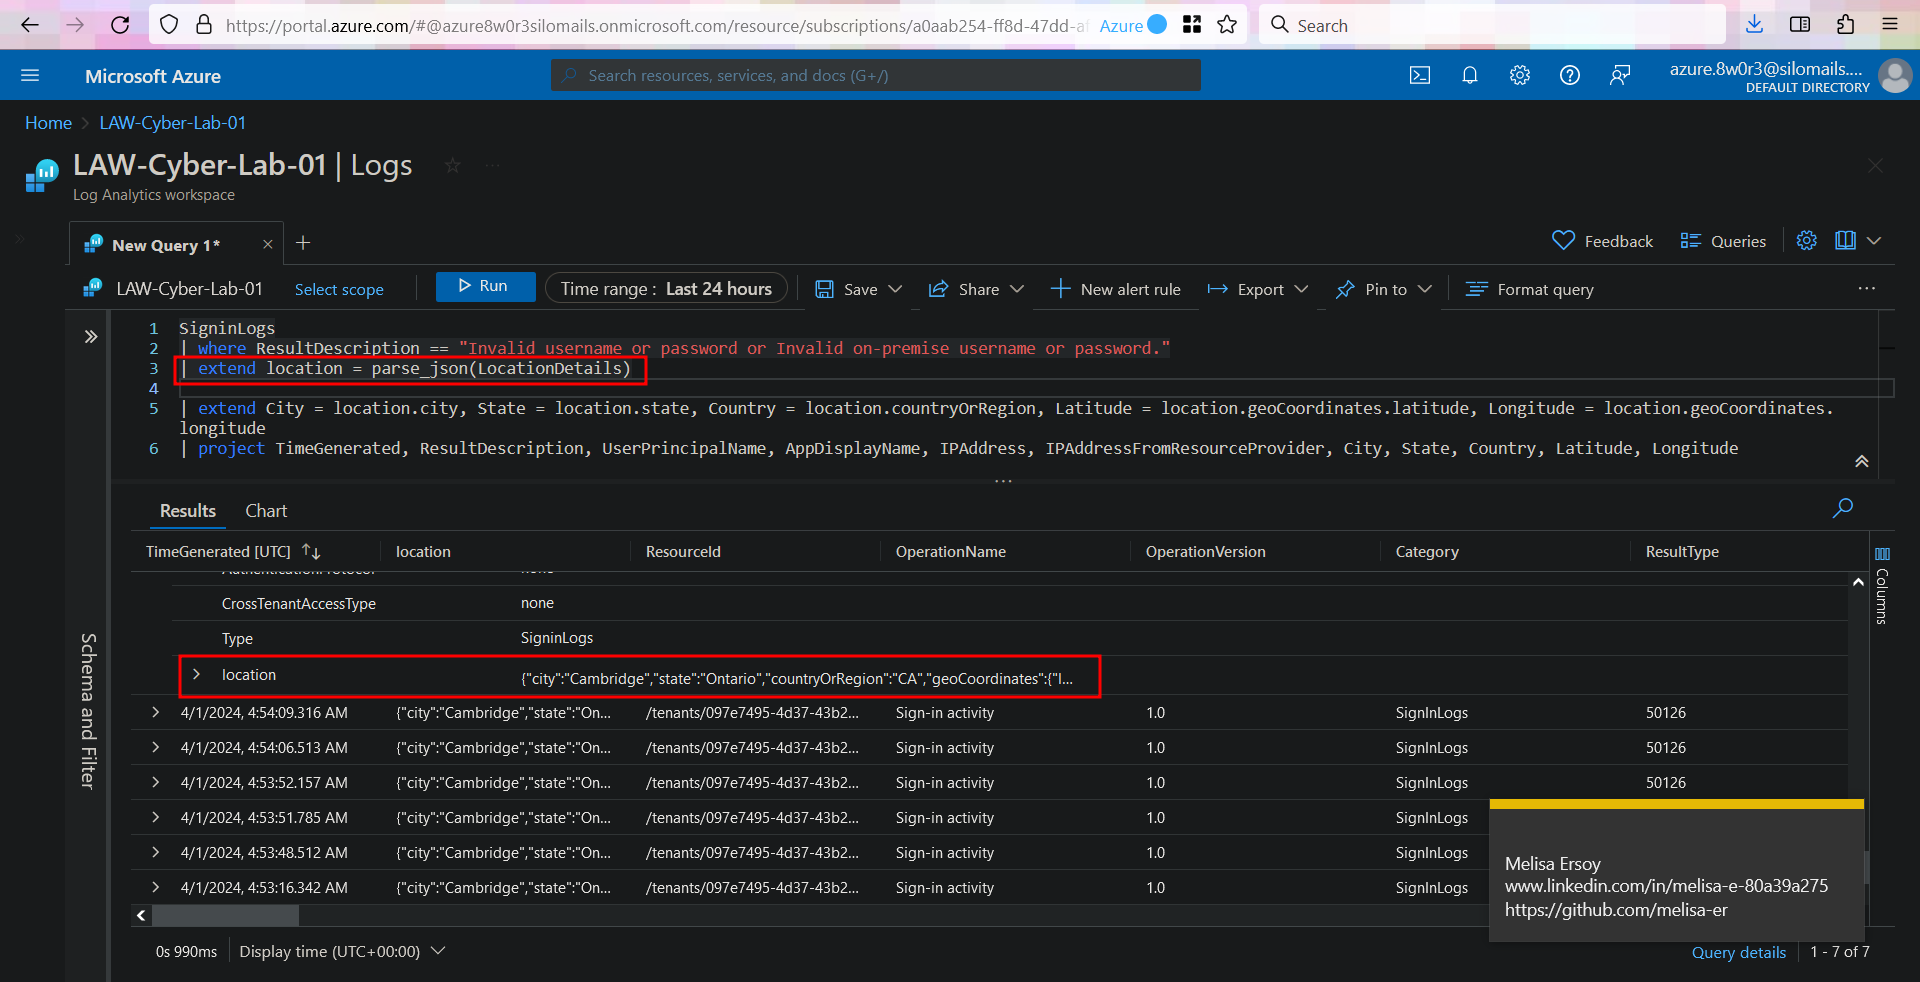 https://portal.azure.com/#@azure8w0r3silomails.onmicrosoft.com/resource/subscriptions/a0aab254-ff8d-47dd-a
Azure
Search
Microsoft Azure
Search resources, services, and docs (G+/)
azure.8w0r3@silomails....
DEFAULT DIRECTORY
Home > LAW-Cyber-Lab-01
LAW-Cyber-Lab-01 | Logs
Log Analytics workspace
New Query 1*
Feedback
Queries
LAW-Cyber-Lab-01
Select scope
Run
Time range : Last 24 hours
Save
Share
New alert rule
Export
Pin to
Format query
1 SigninLogs
2 | where ResultDescription == "Invalid username or password or Invalid on-premise username or password."
3 | extend location = parse_json(LocationDetails)
4
5 | extend City = location.city, State = location.state, Country = location.countryOrRegion, Latitude = location.geoCoordinates.latitude, Longitude = location.geoCoordinates.
longitude
6 | project TimeGenerated, ResultDescription, UserPrincipalName, AppDisplayName, IPAddress, IPAddressFromResourceProvider, City, State, Country, Latitude, Longitude
Results Chart
TimeGenerated [UTC] location ResourceId OperationName OperationVersion Category ResultType
AuthenticationProtocol none
CrossTenantAccessType none
Type SigninLogs
location {"city":"Cambridge","state":"Ontario","countryOrRegion":"CA","geoCoordinates":{"l...
4/1/2024, 4:54:09.316 AM {"city":"Cambridge","state":"On... /tenants/097e7495-4d37-43b2... Sign-in activity 1.0 SignInLogs 50126
4/1/2024, 4:54:06.513 AM {"city":"Cambridge","state":"On... /tenants/097e7495-4d37-43b2... Sign-in activity 1.0 SignInLogs 50126
4/1/2024, 4:53:52.157 AM {"city":"Cambridge","state":"On... /tenants/097e7495-4d37-43b2... Sign-in activity 1.0 SignInLogs 50126
4/1/2024, 4:53:51.785 AM {"city":"Cambridge","state":"On... /tenants/097e7495-4d37-43b2... Sign-in activity 1.0 SignInLogs
4/1/2024, 4:53:48.512 AM {"city":"Cambridge","state":"On... /tenants/097e7495-4d37-43b2... Sign-in activity 1.0 SignInLogs
4/1/2024, 4:53:16.342 AM {"city":"Cambridge","state":"On... /tenants/097e7495-4d37-43b2... Sign-in activity 1.0 SignInLogs
Schema and Filter
Columns
Melisa Ersoy
www.linkedin.com/in/melisa-e-80a39a275
https://github.com/melisa-er
0s 990ms
Display time (UTC+00:00)
Query details
1 - 7 of 7